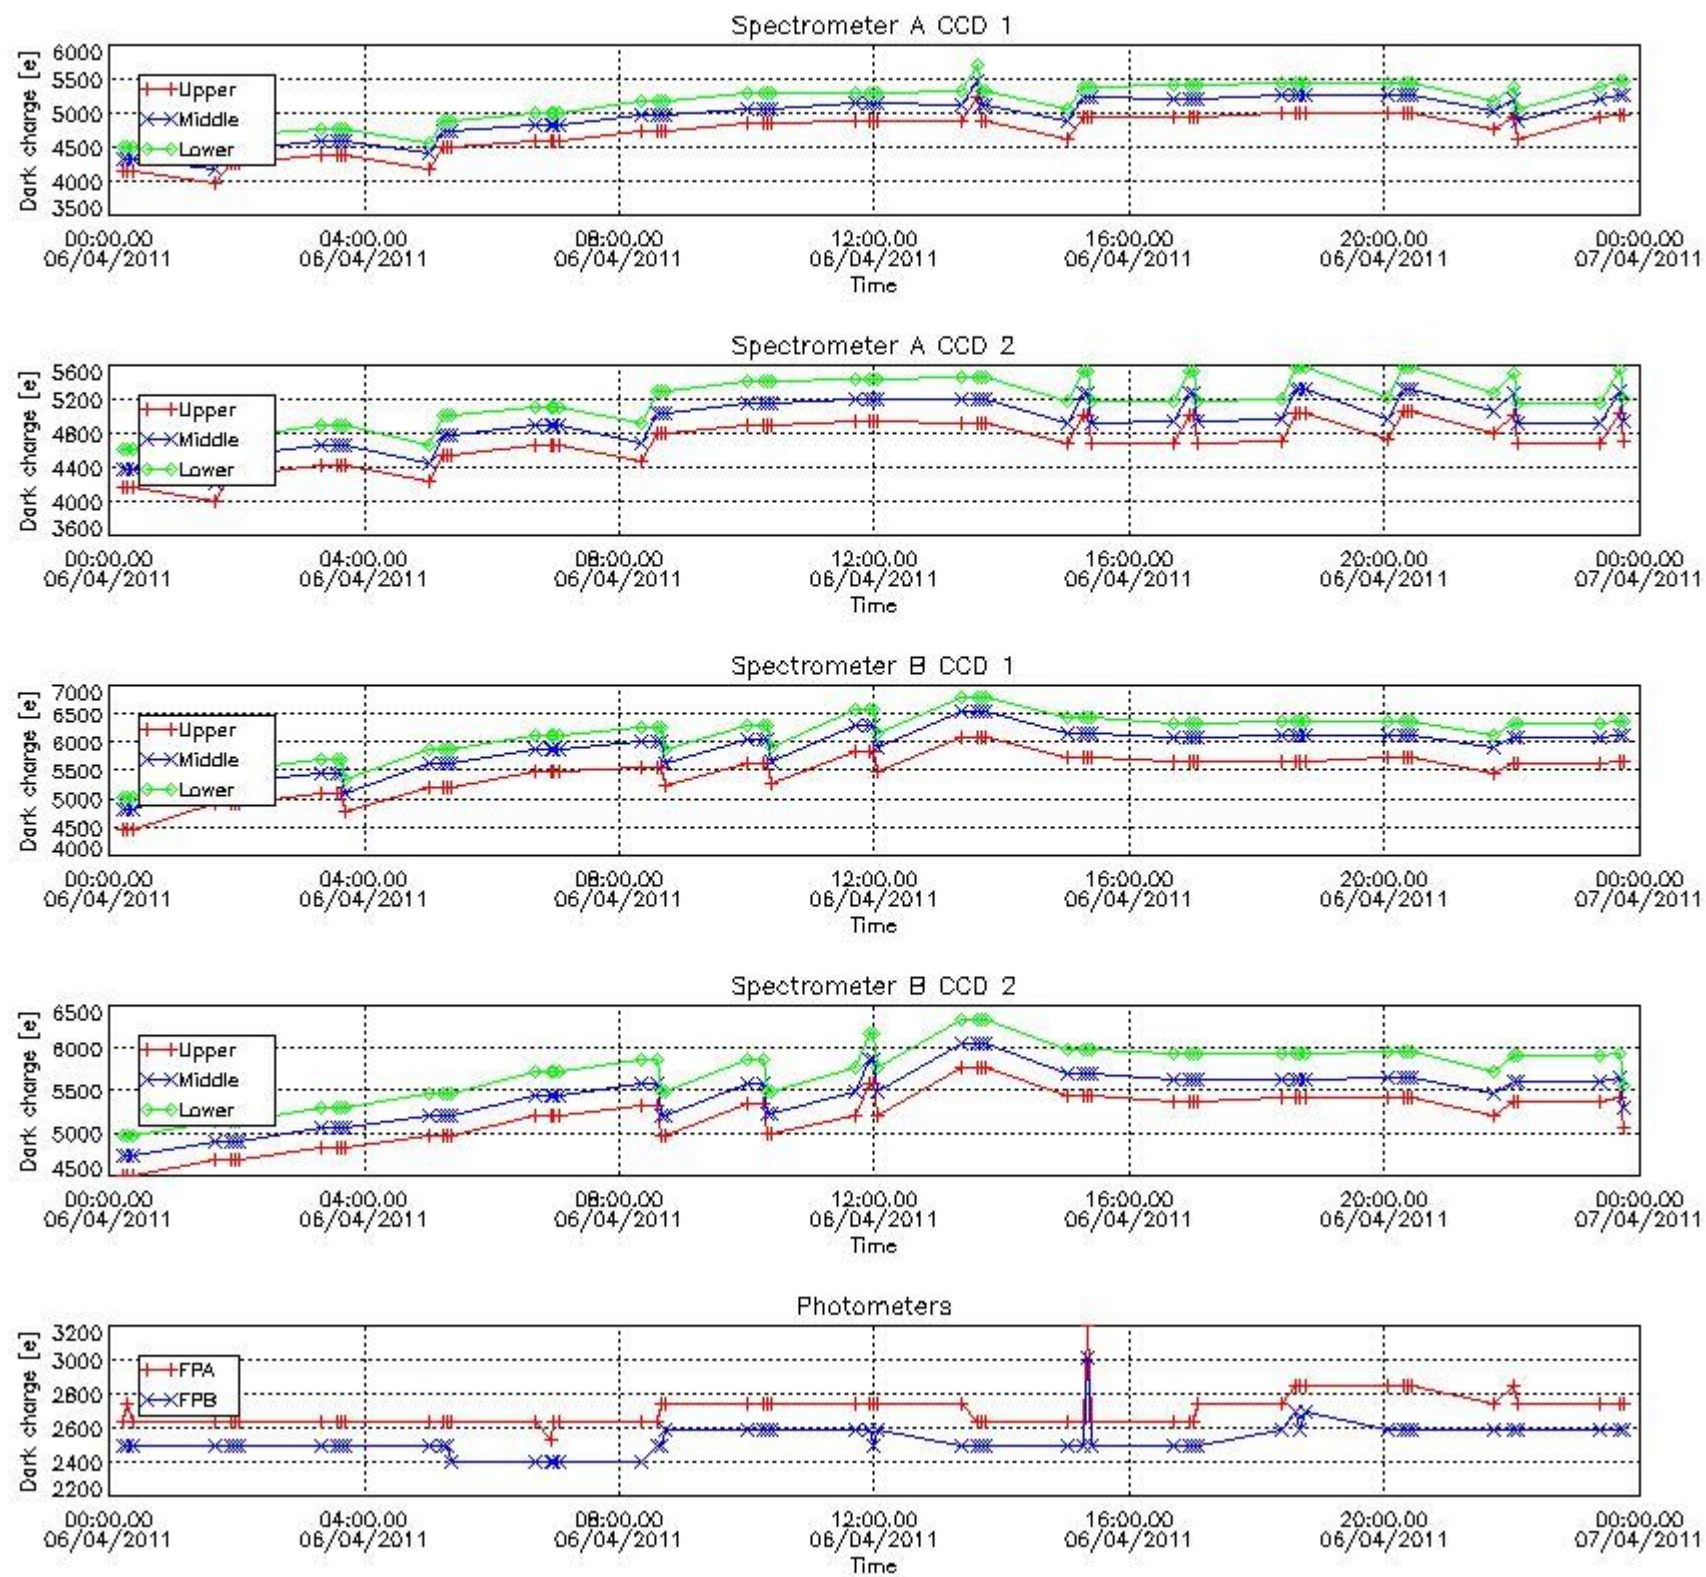 Spectrometer A CCD 1
Dark charge [e]
6000
5500
5000
4500
4000
3500
Upper
Middle
Lower
00:00.00 04:00.00 08:00.00 12:00.00 16:00.00 20:00.00 00:00.00
06/04/2011 06/04/2011 06/04/2011 06/04/2011 06/04/2011 06/04/2011 07/04/2011
Time
Spectrometer A CCD 2
Dark charge [e]
5600
5200
4800
4400
4000
3600
Upper
Middle
Lower
00:00.00 04:00.00 08:00.00 12:00.00 16:00.00 20:00.00 00:00.00
06/04/2011 06/04/2011 06/04/2011 06/04/2011 06/04/2011 06/04/2011 07/04/2011
Time
Spectrometer B CCD 1
Dark charge [e]
7000
6500
6000
5500
5000
4500
4000
Upper
Middle
Lower
00:00.00 04:00.00 08:00.00 12:00.00 16:00.00 20:00.00 00:00.00
06/04/2011 06/04/2011 06/04/2011 06/04/2011 06/04/2011 06/04/2011 07/04/2011
Time
Spectrometer B CCD 2
Dark charge [e]
6500
6000
5500
5000
4500
Upper
Middle
Lower
00:00.00 04:00.00 08:00.00 12:00.00 16:00.00 20:00.00 00:00.00
06/04/2011 06/04/2011 06/04/2011 06/04/2011 06/04/2011 06/04/2011 07/04/2011
Time
Photometers
Dark charge [e]
3200
3000
2800
2600
2400
2200
FPA
FPB
00:00.00 04:00.00 08:00.00 12:00.00 16:00.00 20:00.00 00:00.00
06/04/2011 06/04/2011 06/04/2011 06/04/2011 06/04/2011 06/04/2011 07/04/2011
Time